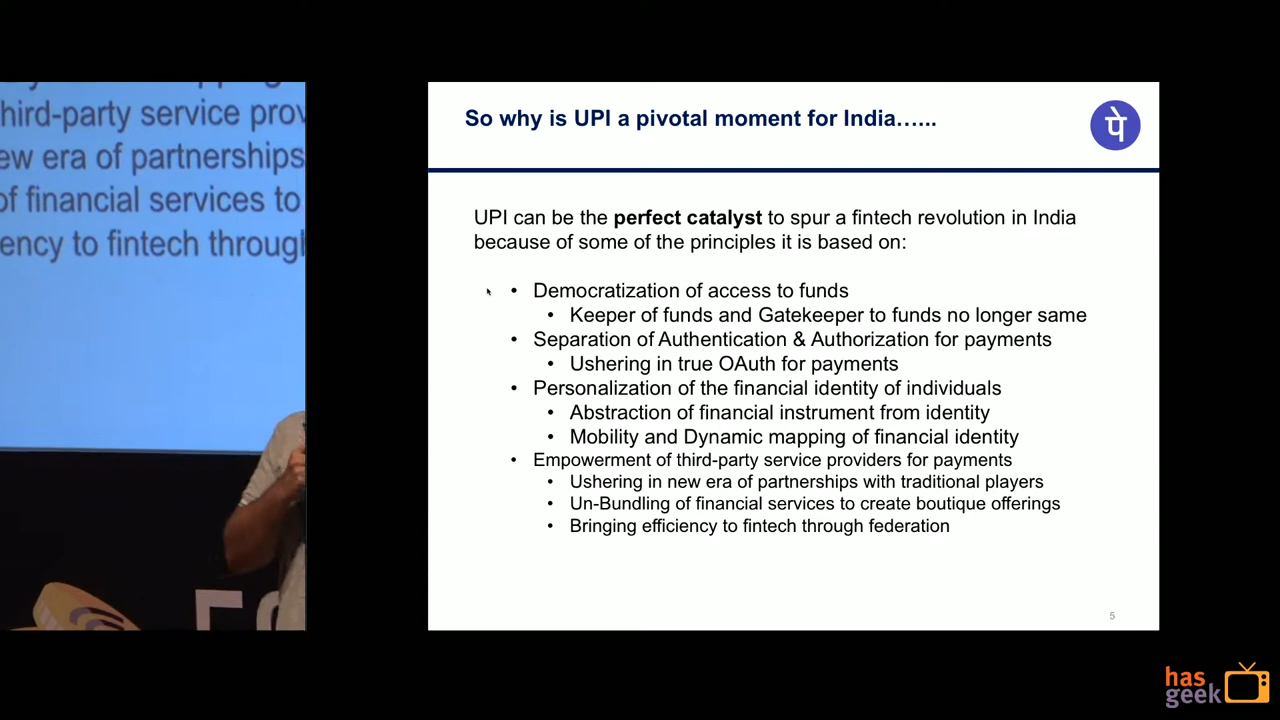 hird-party service prov
ew era of partnerships
of financial services to
ency to fintech through
So why is UPI a pivotal moment for India…...
पे
UPI can be the perfect catalyst to spur a fintech revolution in India
because of some of the principles it is based on:
• Democratization of access to funds
• Keeper of funds and Gatekeeper to funds no longer same
• Separation of Authentication & Authorization for payments
• Ushering in true OAuth for payments
• Personalization of the financial identity of individuals
• Abstraction of financial instrument from identity
• Mobility and Dynamic mapping of financial identity
• Empowerment of third-party service providers for payments
• Ushering in new era of partnerships with traditional players
• Un-Bundling of financial services to create boutique offerings
• Bringing efficiency to fintech through federation
5
has
geek